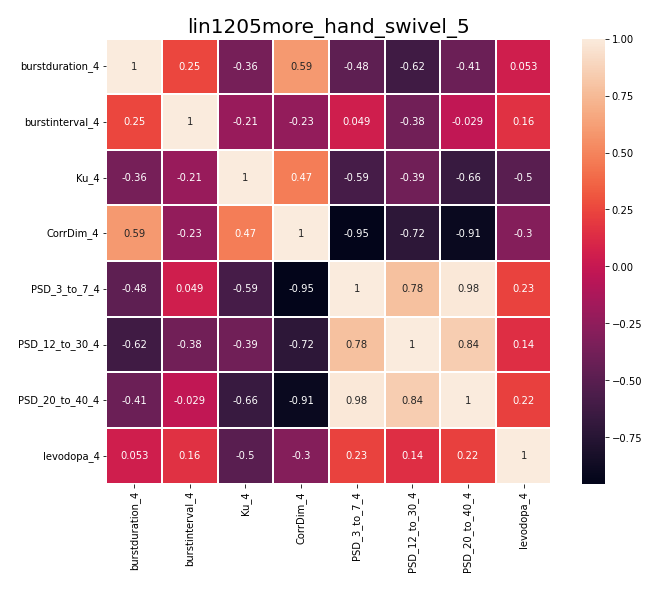 lin1205more_hand_swivel_5
burstduration_4 1 0.25 -0.36 0.59 -0.48 -0.62 -0.41 0.053
burstinterval_4 0.25 1 -0.21 -0.23 0.049 -0.38 -0.029 0.16
Ku_4 -0.36 -0.21 1 0.47 -0.59 -0.39 -0.66 -0.5
CorrDim_4 0.59 -0.23 0.47 1 -0.95 -0.72 -0.91 -0.3
PSD_3_to_7_4 -0.48 0.049 -0.59 -0.95 1 0.78 0.98 0.23
PSD_12_to_30_4 -0.62 -0.38 -0.39 -0.72 0.78 1 0.84 0.14
PSD_20_to_40_4 -0.41 -0.029 -0.66 -0.91 0.98 0.84 1 0.22
levodopa_4 0.053 0.16 -0.5 -0.3 0.23 0.14 0.22 1
burstduration_4
burstinterval_4
Ku_4
CorrDim_4
PSD_3_to_7_4
PSD_12_to_30_4
PSD_20_to_40_4
levodopa_4
1.00
0.75
0.50
0.25
0.00
−0.25
−0.50
−0.75